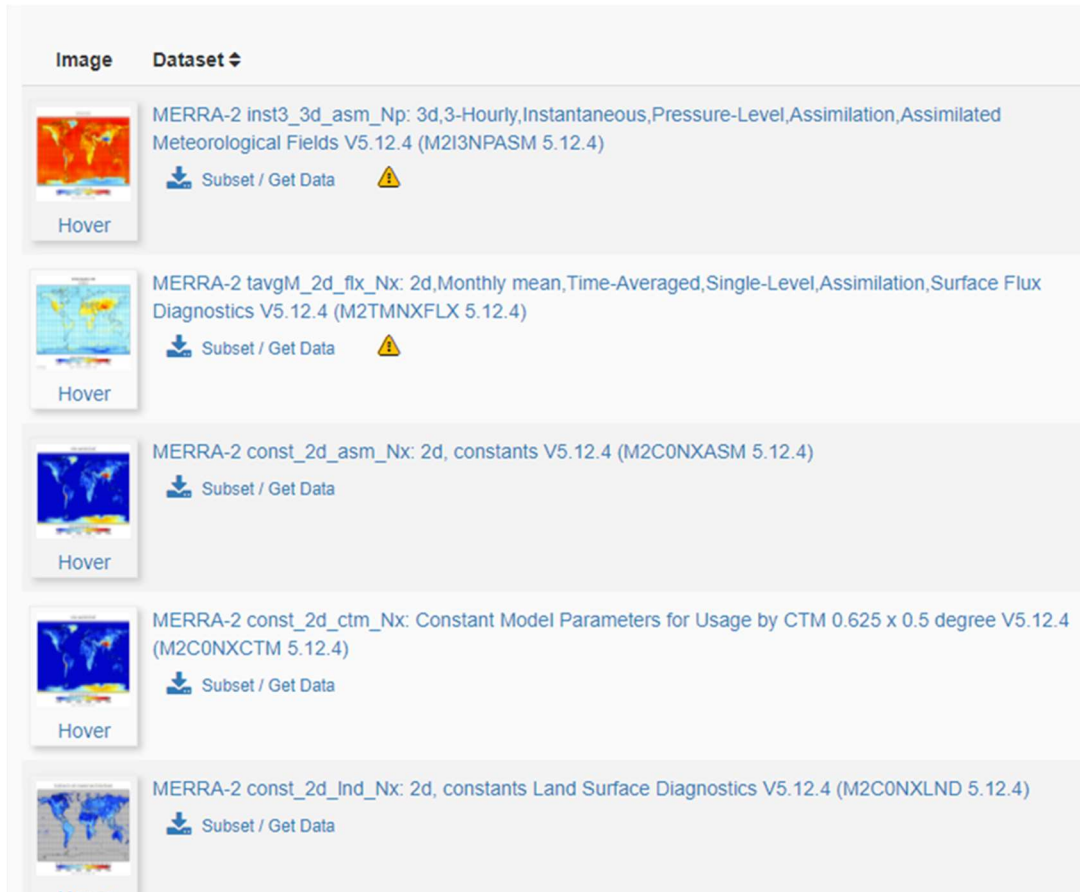 Image Dataset
MERRA-2 inst3_3d_asm_Np: 3d,3-Hourly,Instantaneous,Pressure-Level,Assimilation,Assimilated
Meteorological Fields V5.12.4 (M2I3NPASM 5.12.4)
Subset / Get Data
Hover
MERRA-2 tavgM_2d_flx_Nx: 2d,Monthly mean,Time-Averaged,Single-Level,Assimilation,Surface Flux
Diagnostics V5.12.4 (M2TMNXFLX 5.12.4)
Subset / Get Data
Hover
MERRA-2 const_2d_asm_Nx: 2d, constants V5.12.4 (M2C0NXASM 5.12.4)
Subset / Get Data
Hover
MERRA-2 const_2d_ctm_Nx: Constant Model Parameters for Usage by CTM 0.625 x 0.5 degree V5.12.4
(M2C0NXCTM 5.12.4)
Subset / Get Data
Hover
MERRA-2 const_2d_lnd_Nx: 2d, constants Land Surface Diagnostics V5.12.4 (M2C0NXLND 5.12.4)
Subset / Get Data